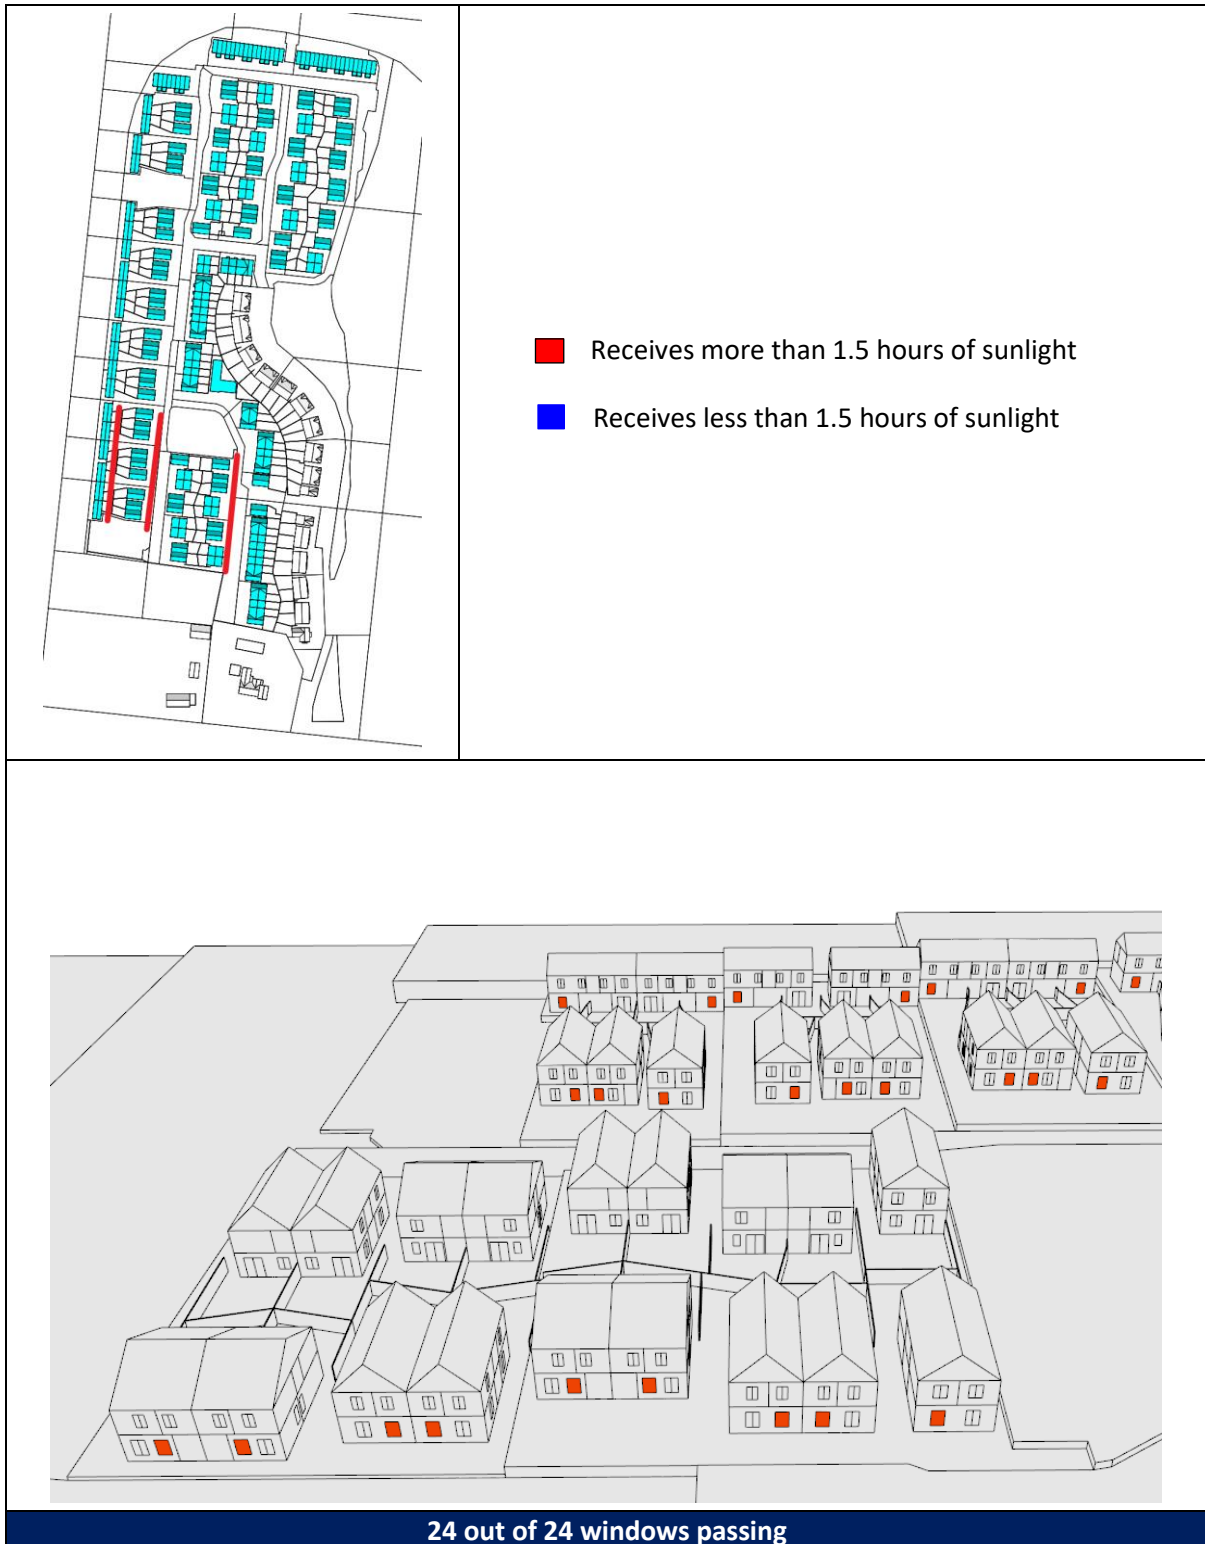 Receives more than 1.5 hours of sunlight
Receives less than 1.5 hours of sunlight
24 out of 24 windows passing